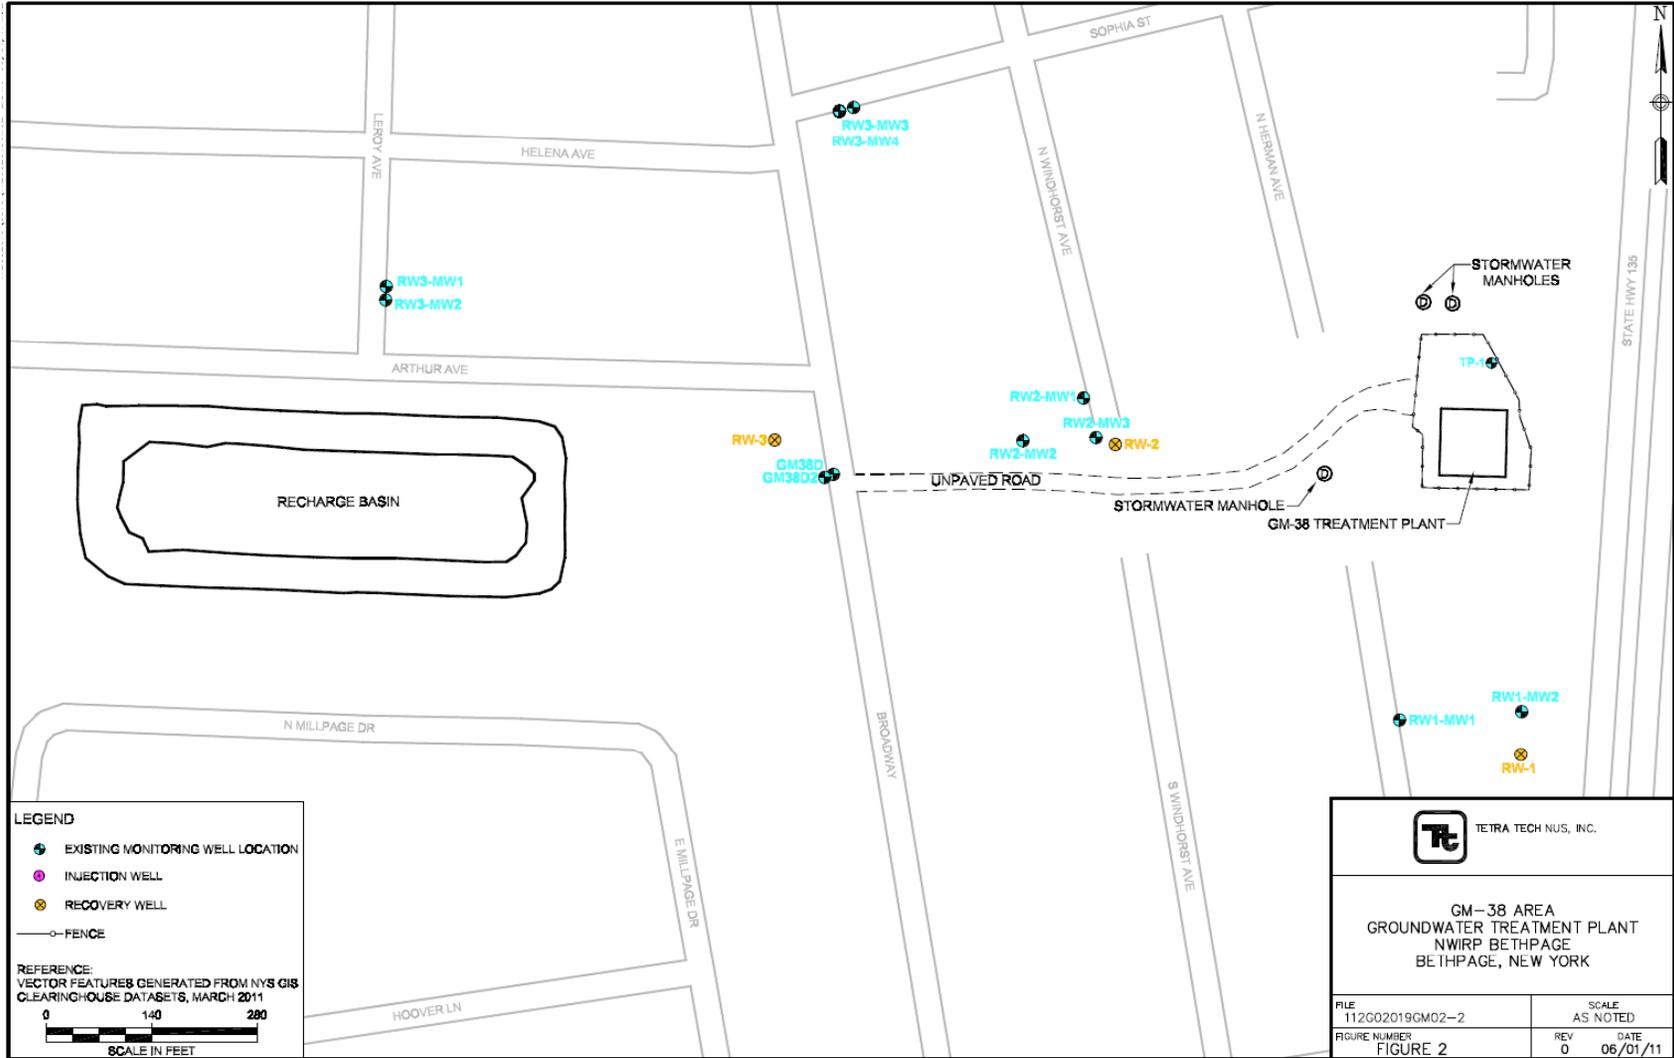 N
SOPHIA ST
LEROY AVE
HELENA AVE
RW3-MW3
RW3-MW4
N WINDHORST AVE
N HERMAN AVE
STATE HWY 135
STORMWATER
MANHOLES
D
D
RW3-MW1
RW3-MW2
ARTHUR AVE
TP-1
RW2-MW1
RW2-MW3
RW-3
RW2-MW2
RW-2
GM38D
GM38D2
UNPAVED ROAD
D
RECHARGE BASIN
STORMWATER MANHOLE
GM-38 TREATMENT PLANT
N MILLPAGE DR
BROADWAY
RW1-MW2
RW1-MW1
RW-1
S WINDHORST AVE
E MILLPAGE DR
HOOVER LN
LEGEND
EXISTING MONITORING WELL LOCATION
INJECTION WELL
RECOVERY WELL
FENCE
REFERENCE:
VECTOR FEATURES GENERATED FROM NYS GIS
CLEARINGHOUSE DATASETS, MARCH 2011
0 140 280
SCALE IN FEET
Tt
TETRA TECH NUS, INC.
GM-38 AREA
GROUNDWATER TREATMENT PLANT
NWIRP BETHPAGE
BETHPAGE, NEW YORK
FILE
112G02019GM02-2
SCALE
AS NOTED
FIGURE NUMBER
FIGURE 2
REV
0
DATE
06/01/11